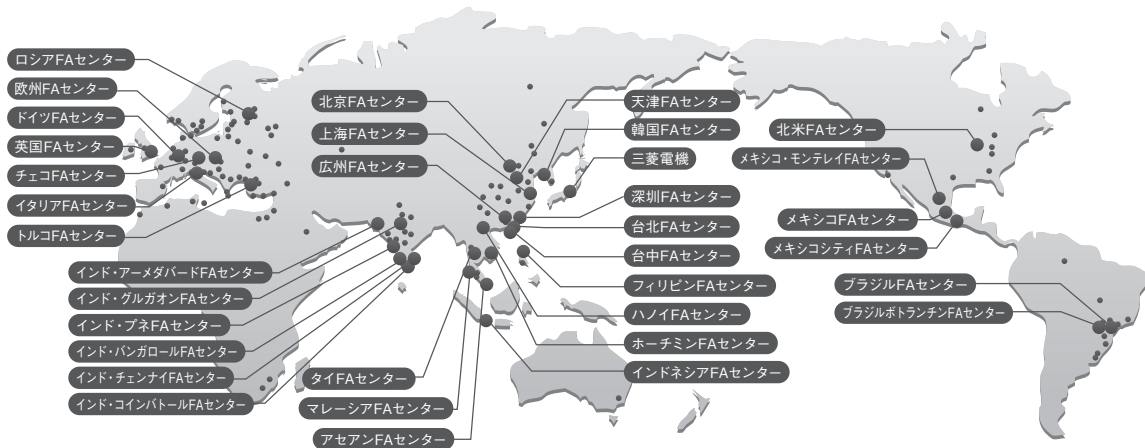 ロシアFAセンター
欧州FAセンター
ドイツFAセンター
英国FAセンター
チェコFAセンター
イタリアFAセンター
トルコFAセンター
北京FAセンター
上海FAセンター
広州FAセンター
天津FAセンター
韓国FAセンター
三菱電機
深圳FAセンター
台北FAセンター
台中FAセンター
フィリピンFAセンター
ハノイFAセンター
ホーチミンFAセンター
インドネシアFAセンター
インド・アーメダバードFAセンター
インド・グルガオンFAセンター
インド・プネFAセンター
インド・バンガロールFAセンター
インド・チェンナイFAセンター
インド・コインバトールFAセンター
タイFAセンター
マレーシアFAセンター
アセアンFAセンター
北米FAセンター
メキシコ・モンテレイFAセンター
メキシコFAセンター
メキシコシティFAセンター
ブラジルFAセンター
ブラジルボトランチンFAセンター